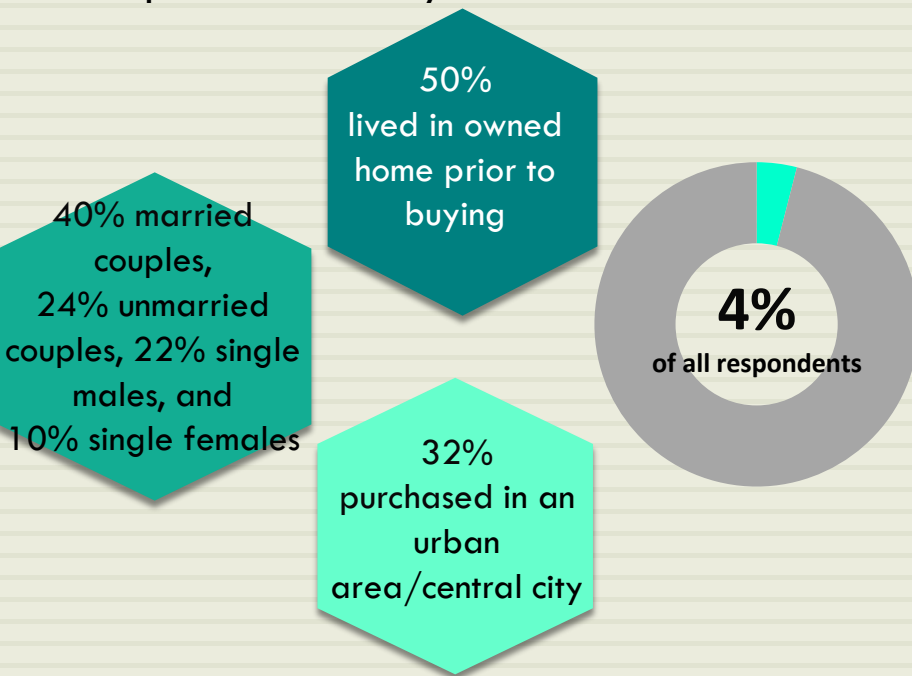 50%
lived in owned
home prior to
buying
40% married
couples,
24% unmarried
couples, 22% single
males, and
10% single females
4%
of all respondents
32%
purchased in an
urban
area/central city